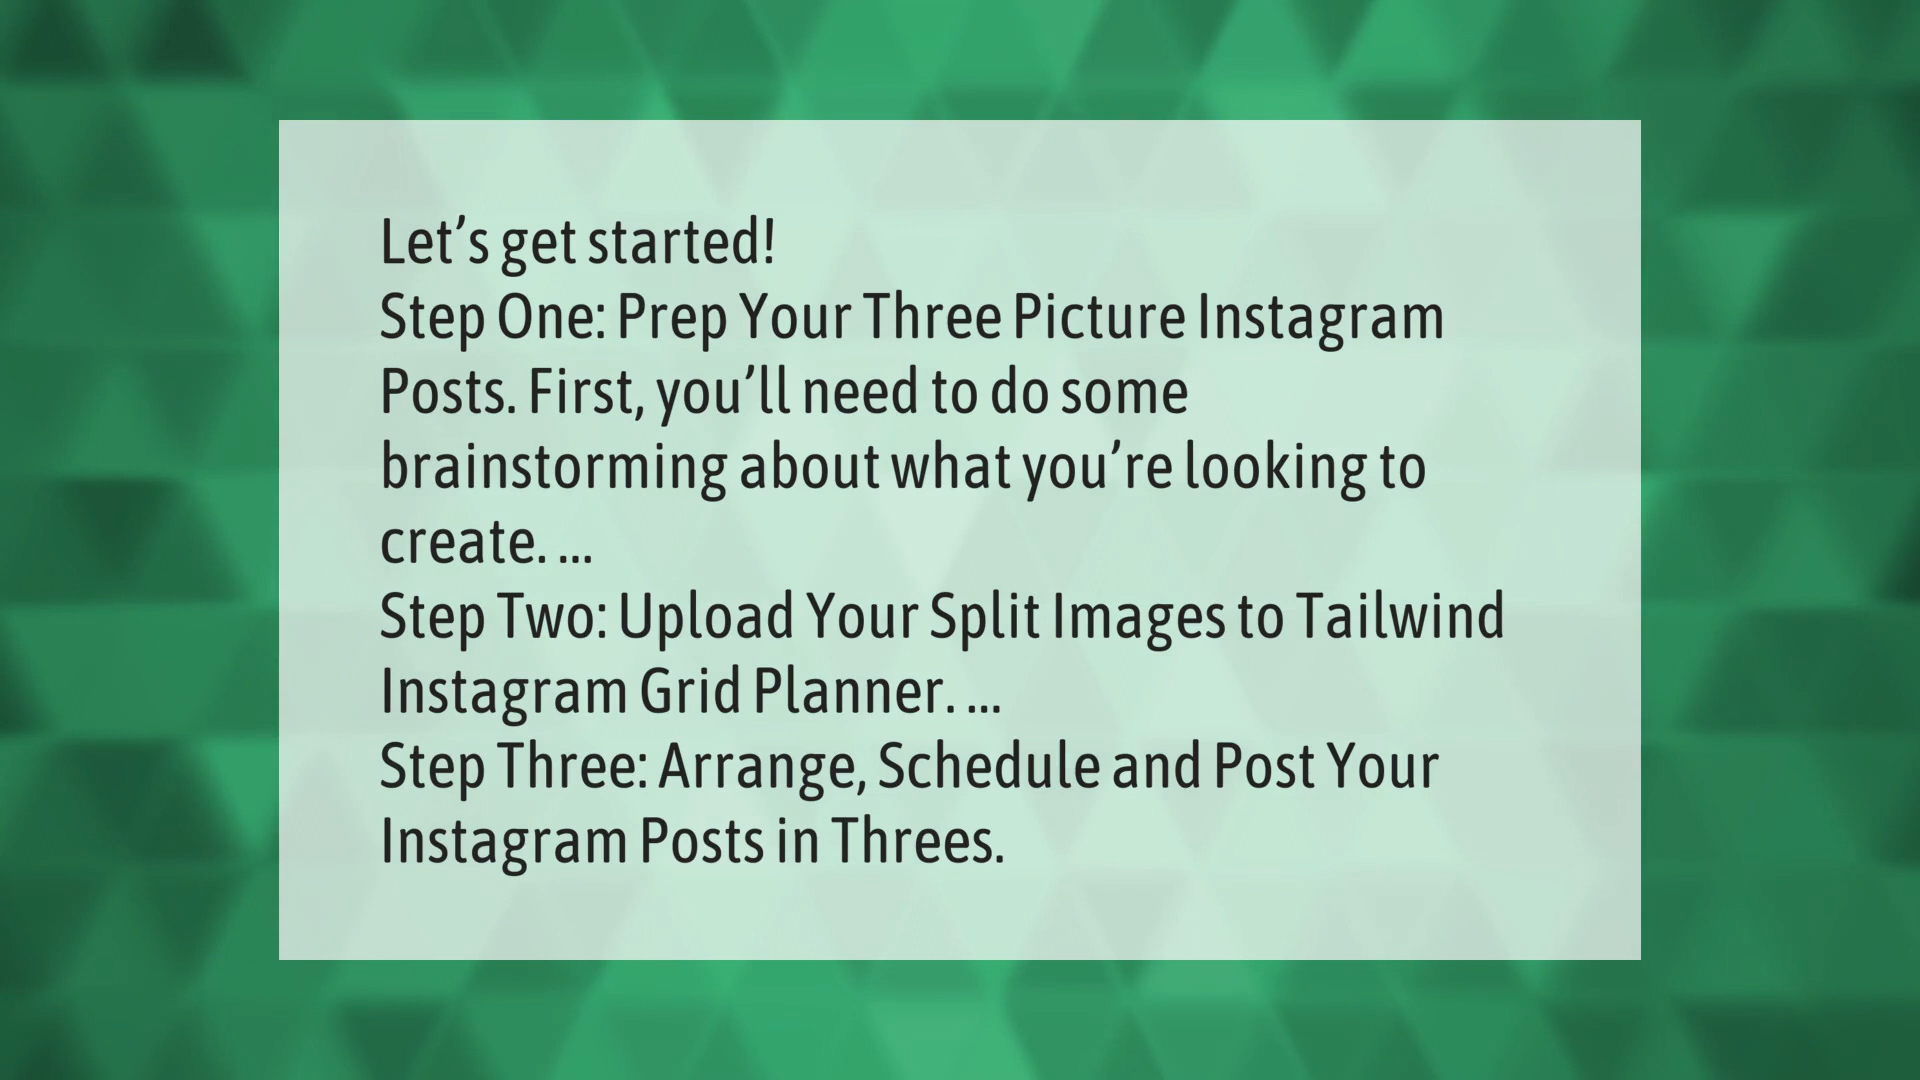 Let’s get started!
Step One: Prep Your Three Picture Instagram
Posts. First, you’ll need to do some
brainstorming about what you’re looking to
create. ...
Step Two: Upload Your Split Images to Tailwind
Instagram Grid Planner. ...
Step Three: Arrange, Schedule and Post Your
Instagram Posts in Threes.